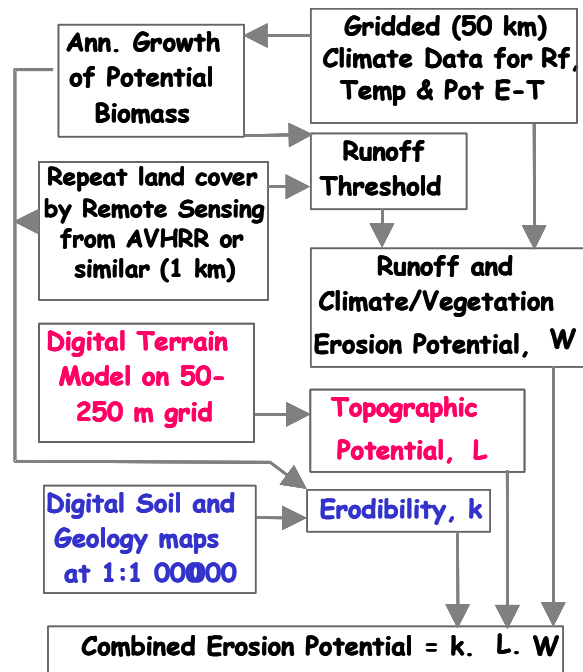 Ann. Growth
of Potential
Biomass
Gridded (50 km)
Climate Data for Rf,
Temp & Pot E-T
Repeat land cover
by Remote Sensing
from AVHRR or
similar (1 km)
Runoff
Threshold
Runoff and
Climate/Vegetation
Erosion Potential, W
Digital Terrain
Model on 50-
250 m grid
Topographic
Potential, L
Digital Soil and
Geology maps
at 1:1 000000
Erodibility, k
Combined Erosion Potential = k. L. W